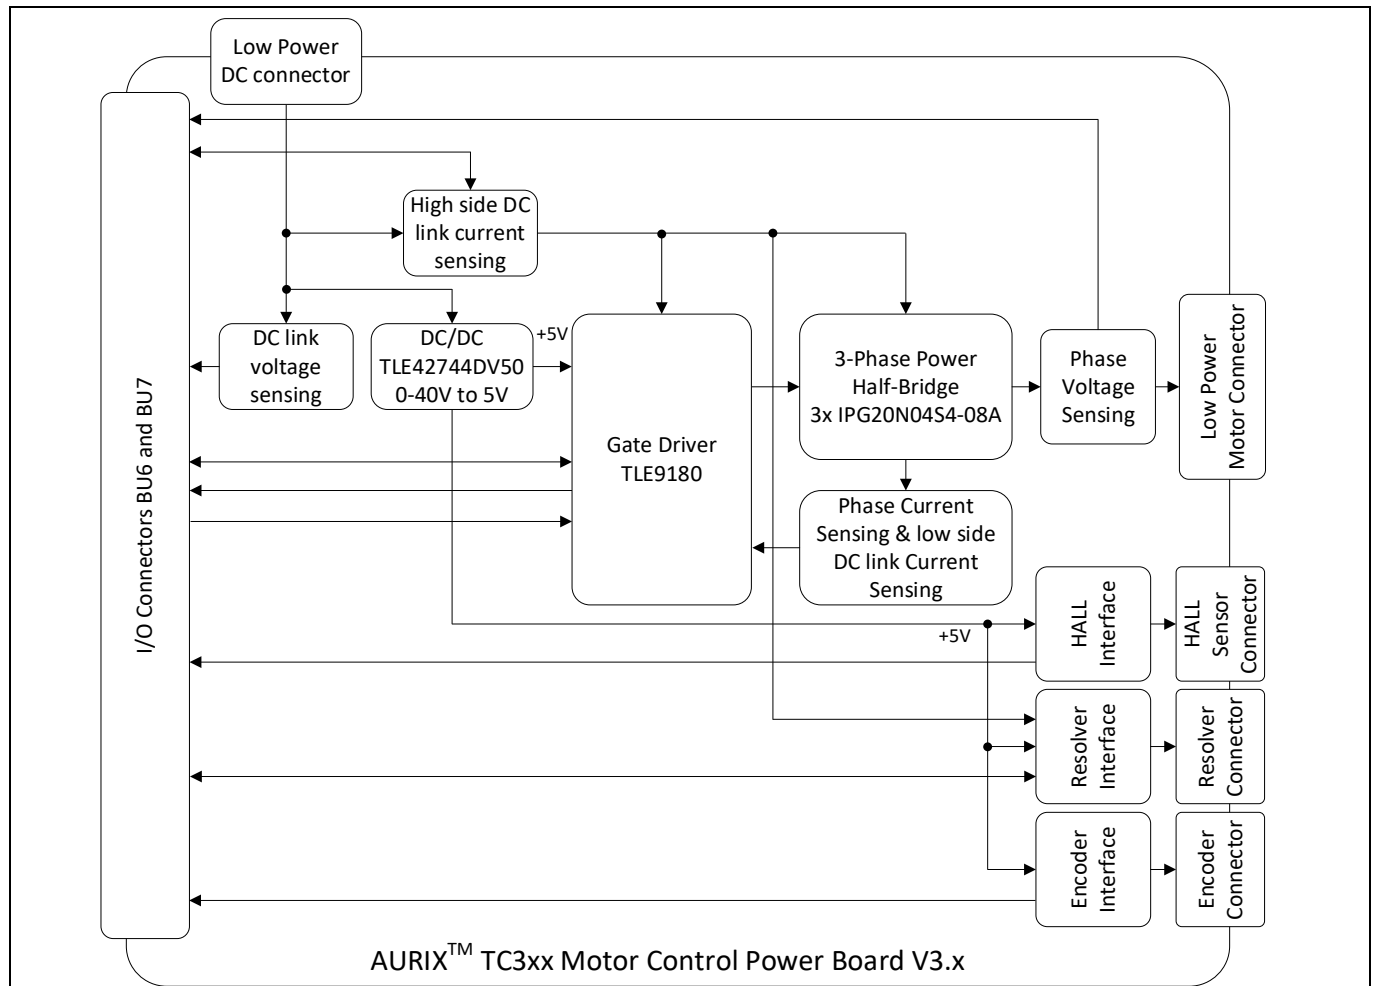 Low Power
DC connector
I/O Connectors BU6 and BU7
High side DC
link current
sensing
DC link
voltage
sensing
DC/DC
TLE42744DV50
0-40V to 5V
+5V
Gate Driver
TLE9180
3-Phase Power
Half-Bridge
3x IPG20N04S4-08A
Phase
Voltage
Sensing
Low Power
Motor Connector
Phase Current
Sensing & low side
DC link Current
Sensing
+5V
HALL
Interface
HALL
Sensor
Connector
Resolver
Interface
Resolver
Connector
Encoder
Interface
Encoder
Connector
AURIX™ TC3xx Motor Control Power Board V3.x